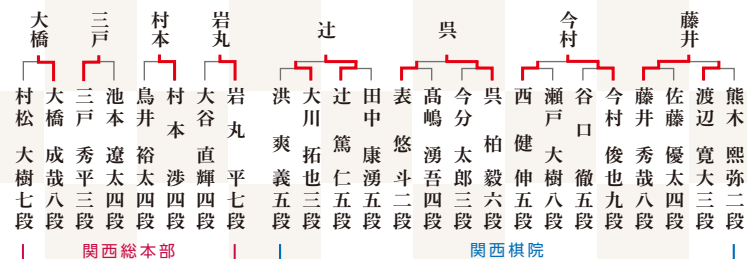 藤井
今村
呉
辻
岩丸
村本
三戸
大橋
熊木 熙弥二段
渡辺 寛大三段
佐藤 優太四段
藤井 秀哉八段
今村 俊也九段
谷口 徹五段
瀬戸 大樹八段
西 健伸五段
呉 柏毅六段
今分 太郎三段
髙嶋 湧吾四段
表 悠斗二段
田中 康湧五段
辻 篤仁五段
大川 拓也三段
洪 爽義五段
岩丸 平七段
大谷 直輝四段
村本 渉四段
鳥井 裕太四段
池本 遼太四段
三戸 秀平三段
大橋 成哉八段
村松 大樹七段
関西棋院
関西総本部